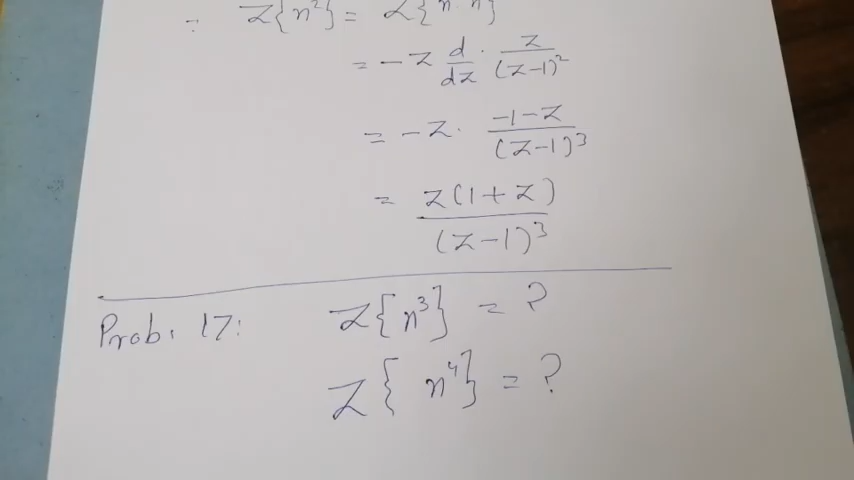 ∴ Z{n²} = Z{n·n}
= -z d/dz · z/(z-1)²
= -z · -1-z/(z-1)³
= z(1+z)/(z-1)³
Prob. 17: Z{n³} = ?
Z{n⁴} = ?